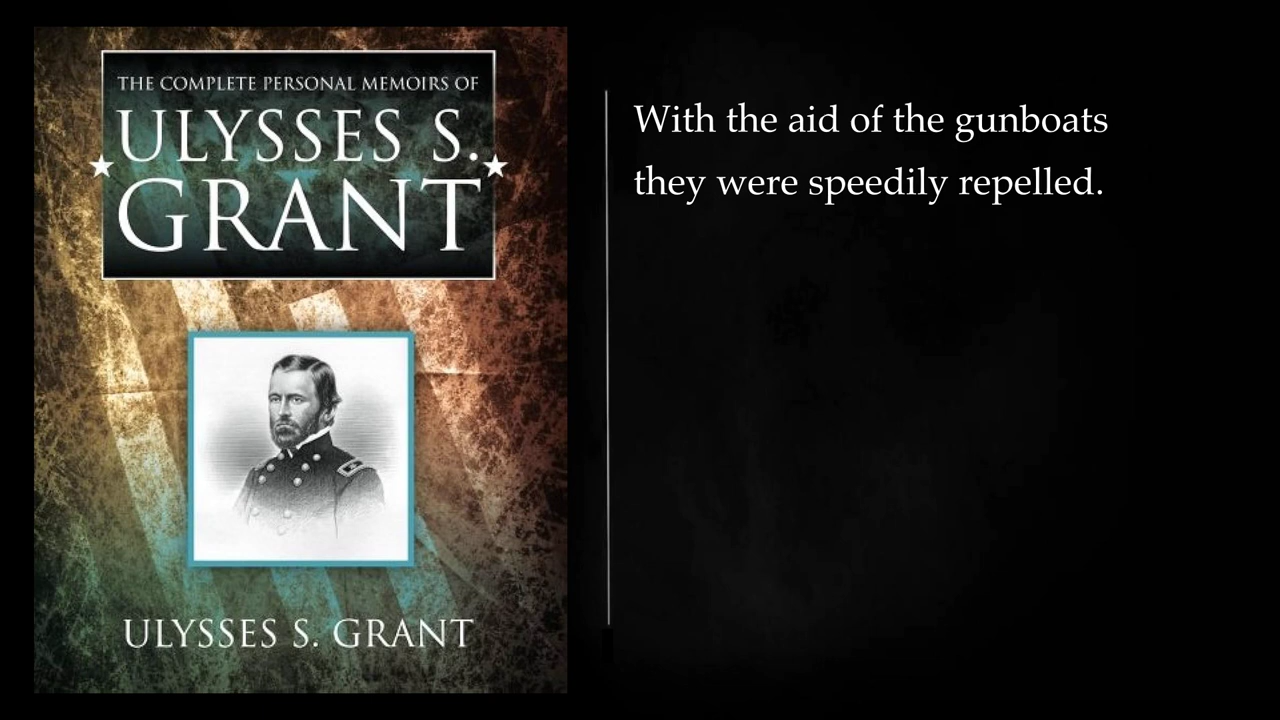 THE COMPLETE PERSONAL MEMOIRS OF
ULYSSES S.
GRANT
ULYSSES S. GRANT
With the aid of the gunboats
they were speedily repelled.